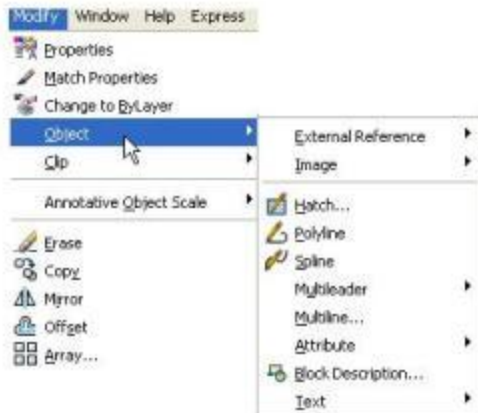 Modify Window Help Express
Properties
Match Properties
Change to ByLayer
Object
Clip
Annotative Object Scale
Erase
Copy
Mirror
Offset
Array...
External Reference
Image
Hatch...
Polyline
Spline
Multileader
Multiline...
Attribute
Block Description...
Text